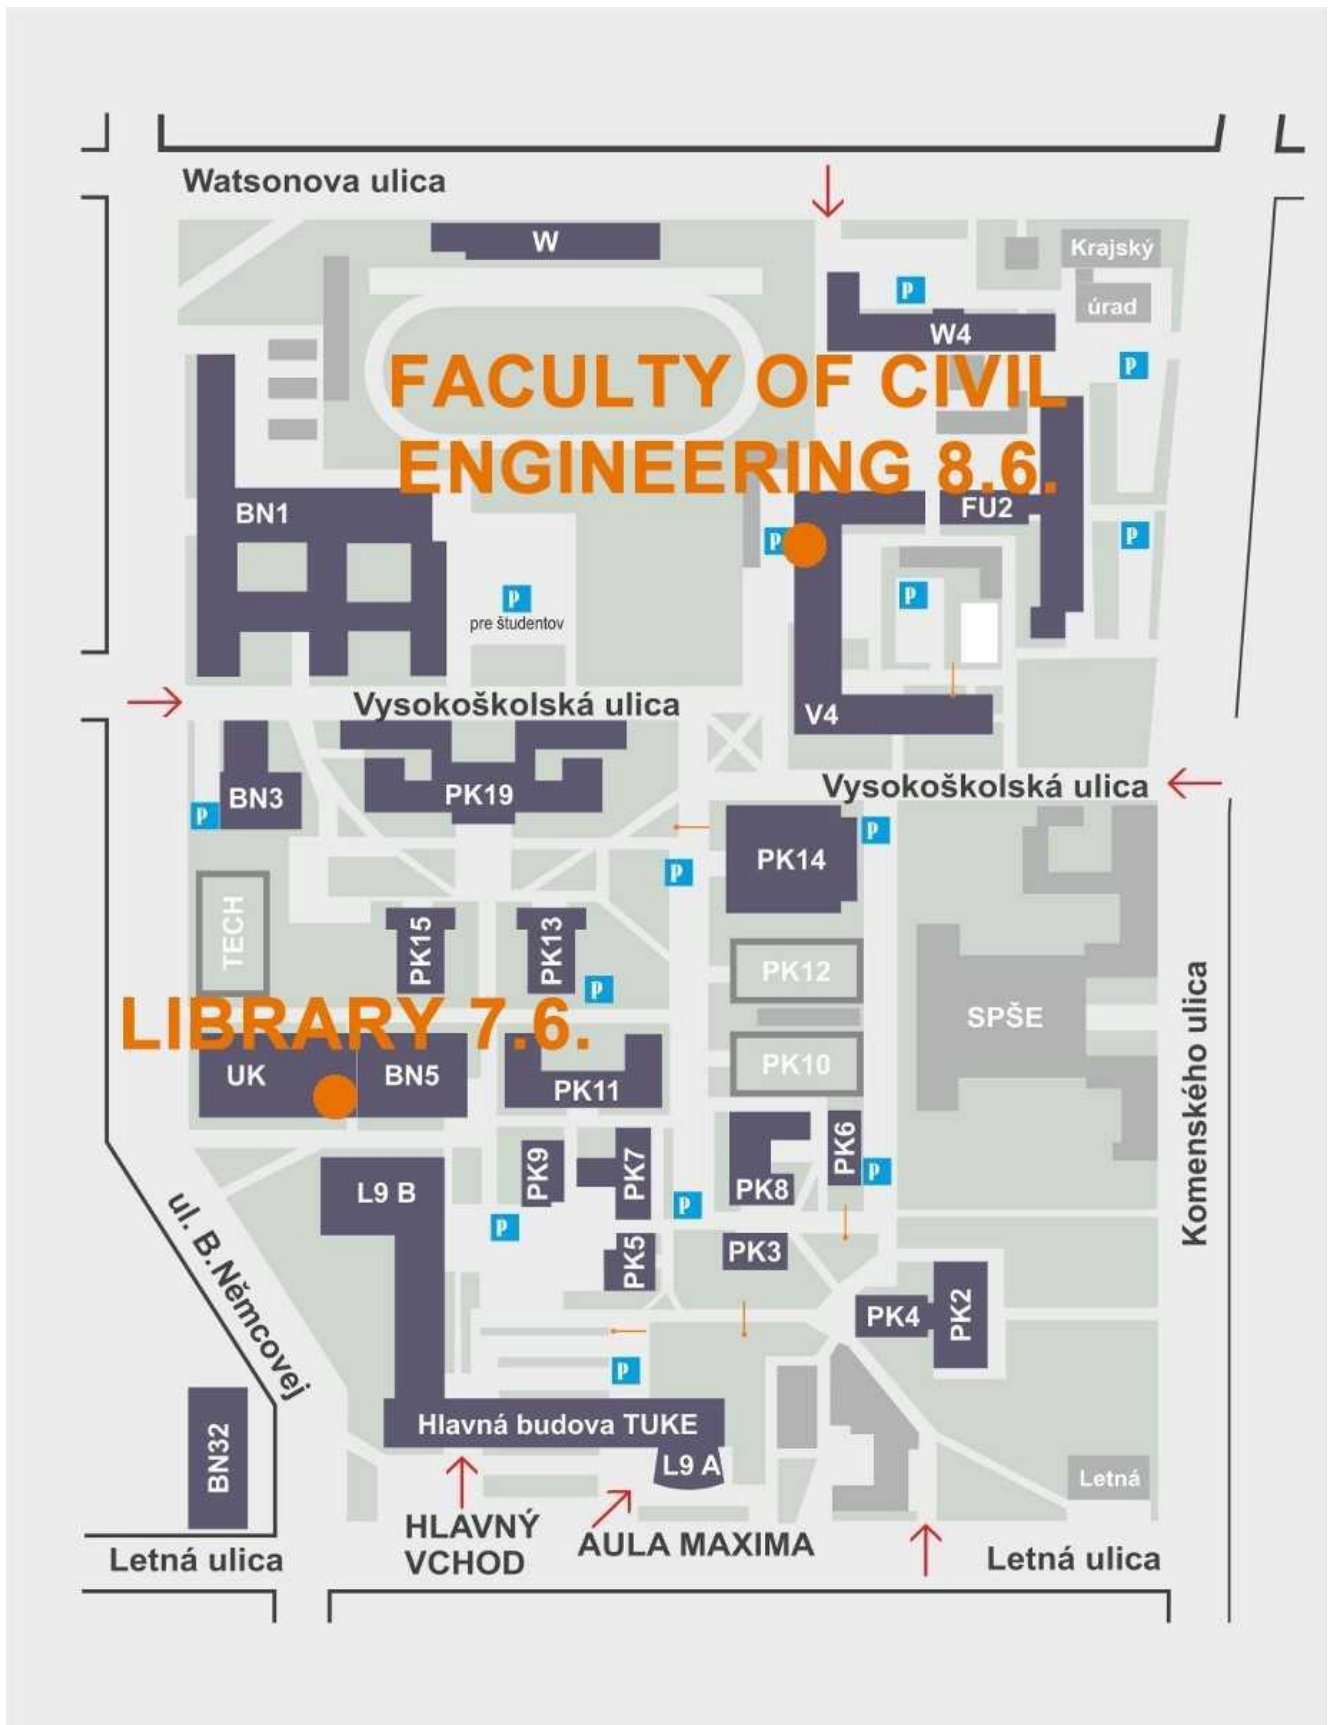 Watsonova ulica
W
Krajský
úrad
P
W4
P
FACULTY OF CIVIL
ENGINEERING 8.6.
BN1
FU2
P
P
P
P
pre študentov
Vysokoškolská ulica
V4
Vysokoškolská ulica
BN3
P
PK19
PK14
P
P
TECH
PK15
PK13
P
PK12
SPŠE
Komenského ulica
LIBRARY 7.6.
UK
BN5
PK11
PK10
PK9
PK7
PK8
PK6
P
L9 B
P
P
PK5
PK3
ul. B.Němcovej
PK4
PK2
P
Hlavná budova TUKE
L9 A
BN32
Letná
HLAVNÝ
VCHOD
AULA MAXIMA
Letná ulica
Letná ulica